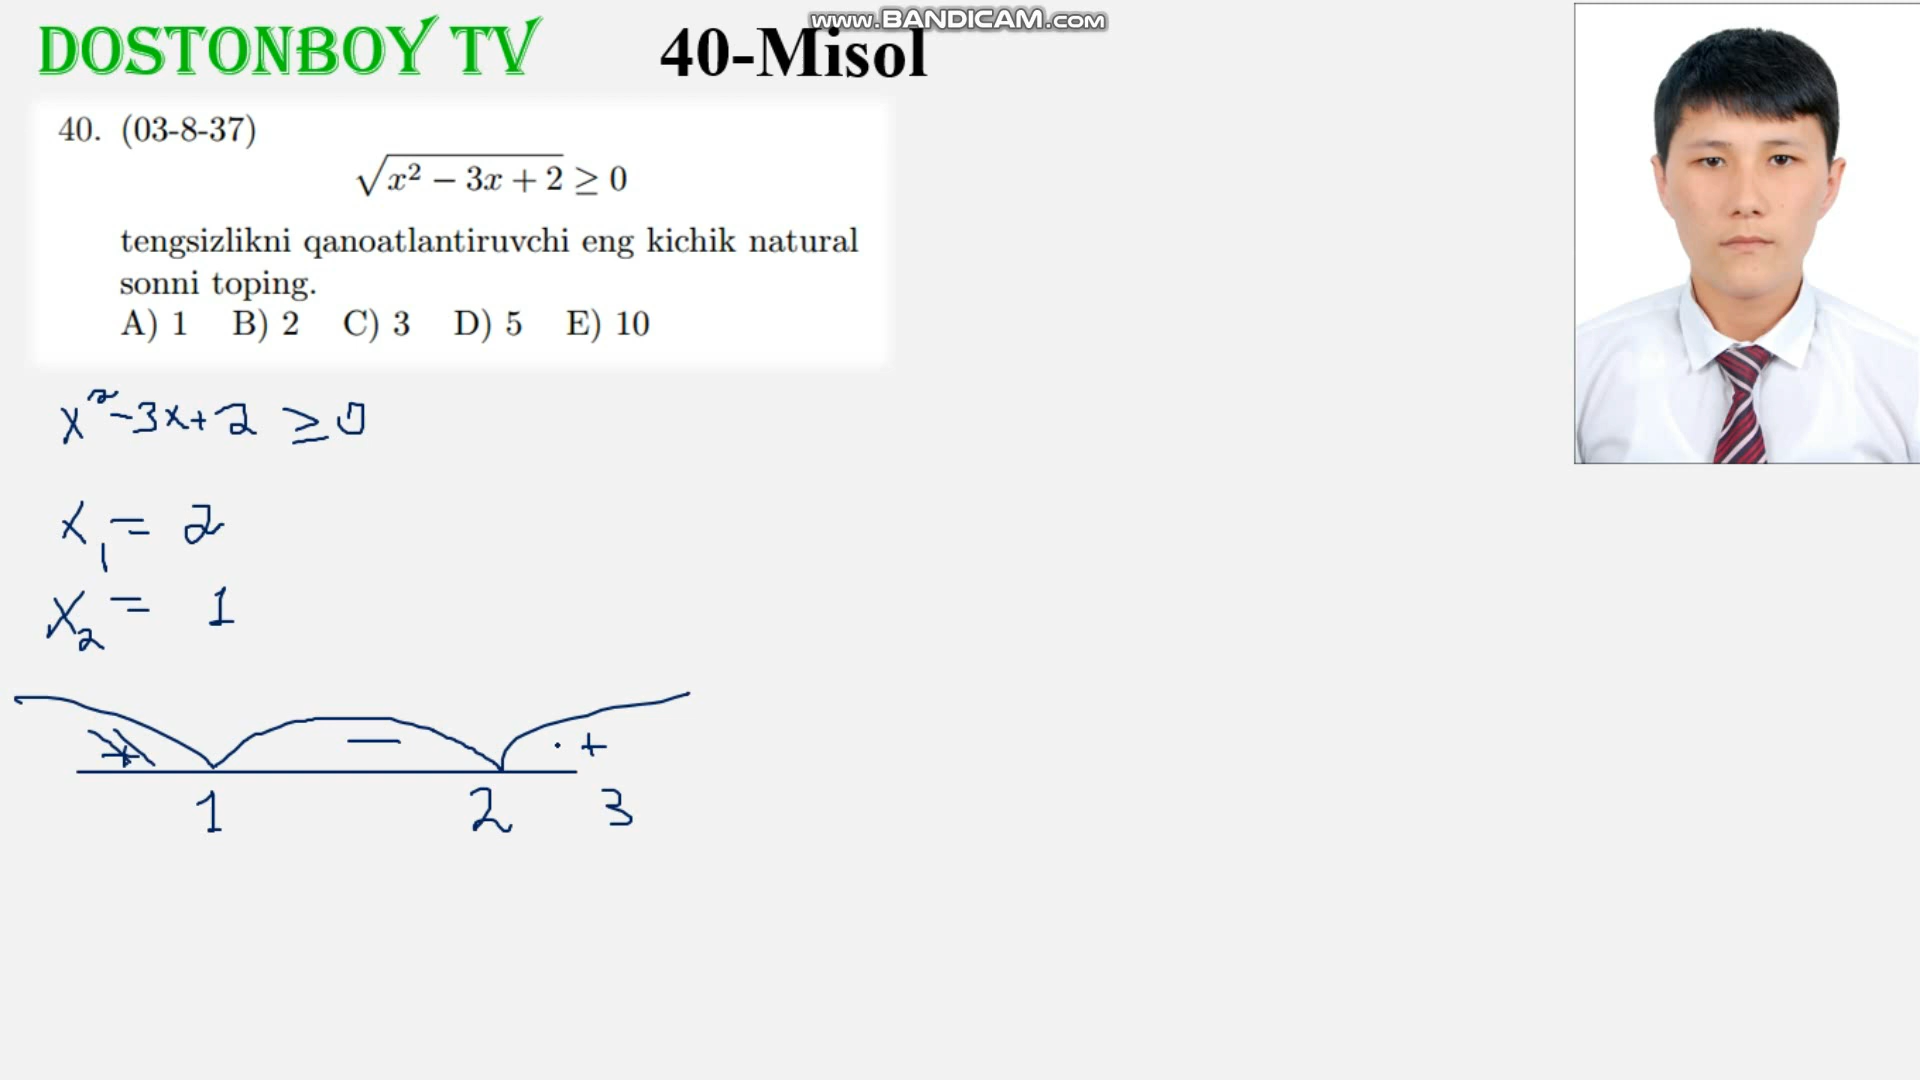 www.BANDICAM.com
DOSTONBOY TV
40-Misol
40. (03-8-37)
√(x² − 3x + 2) ≥ 0
tengsizlikni qanoatlantiruvchi eng kichik natural
sonni toping.
A) 1 B) 2 C) 3 D) 5 E) 10
x² - 3x + 2 ≥ 0
x₁ = 2
x₂ = 1
+ − · +
1 2 3